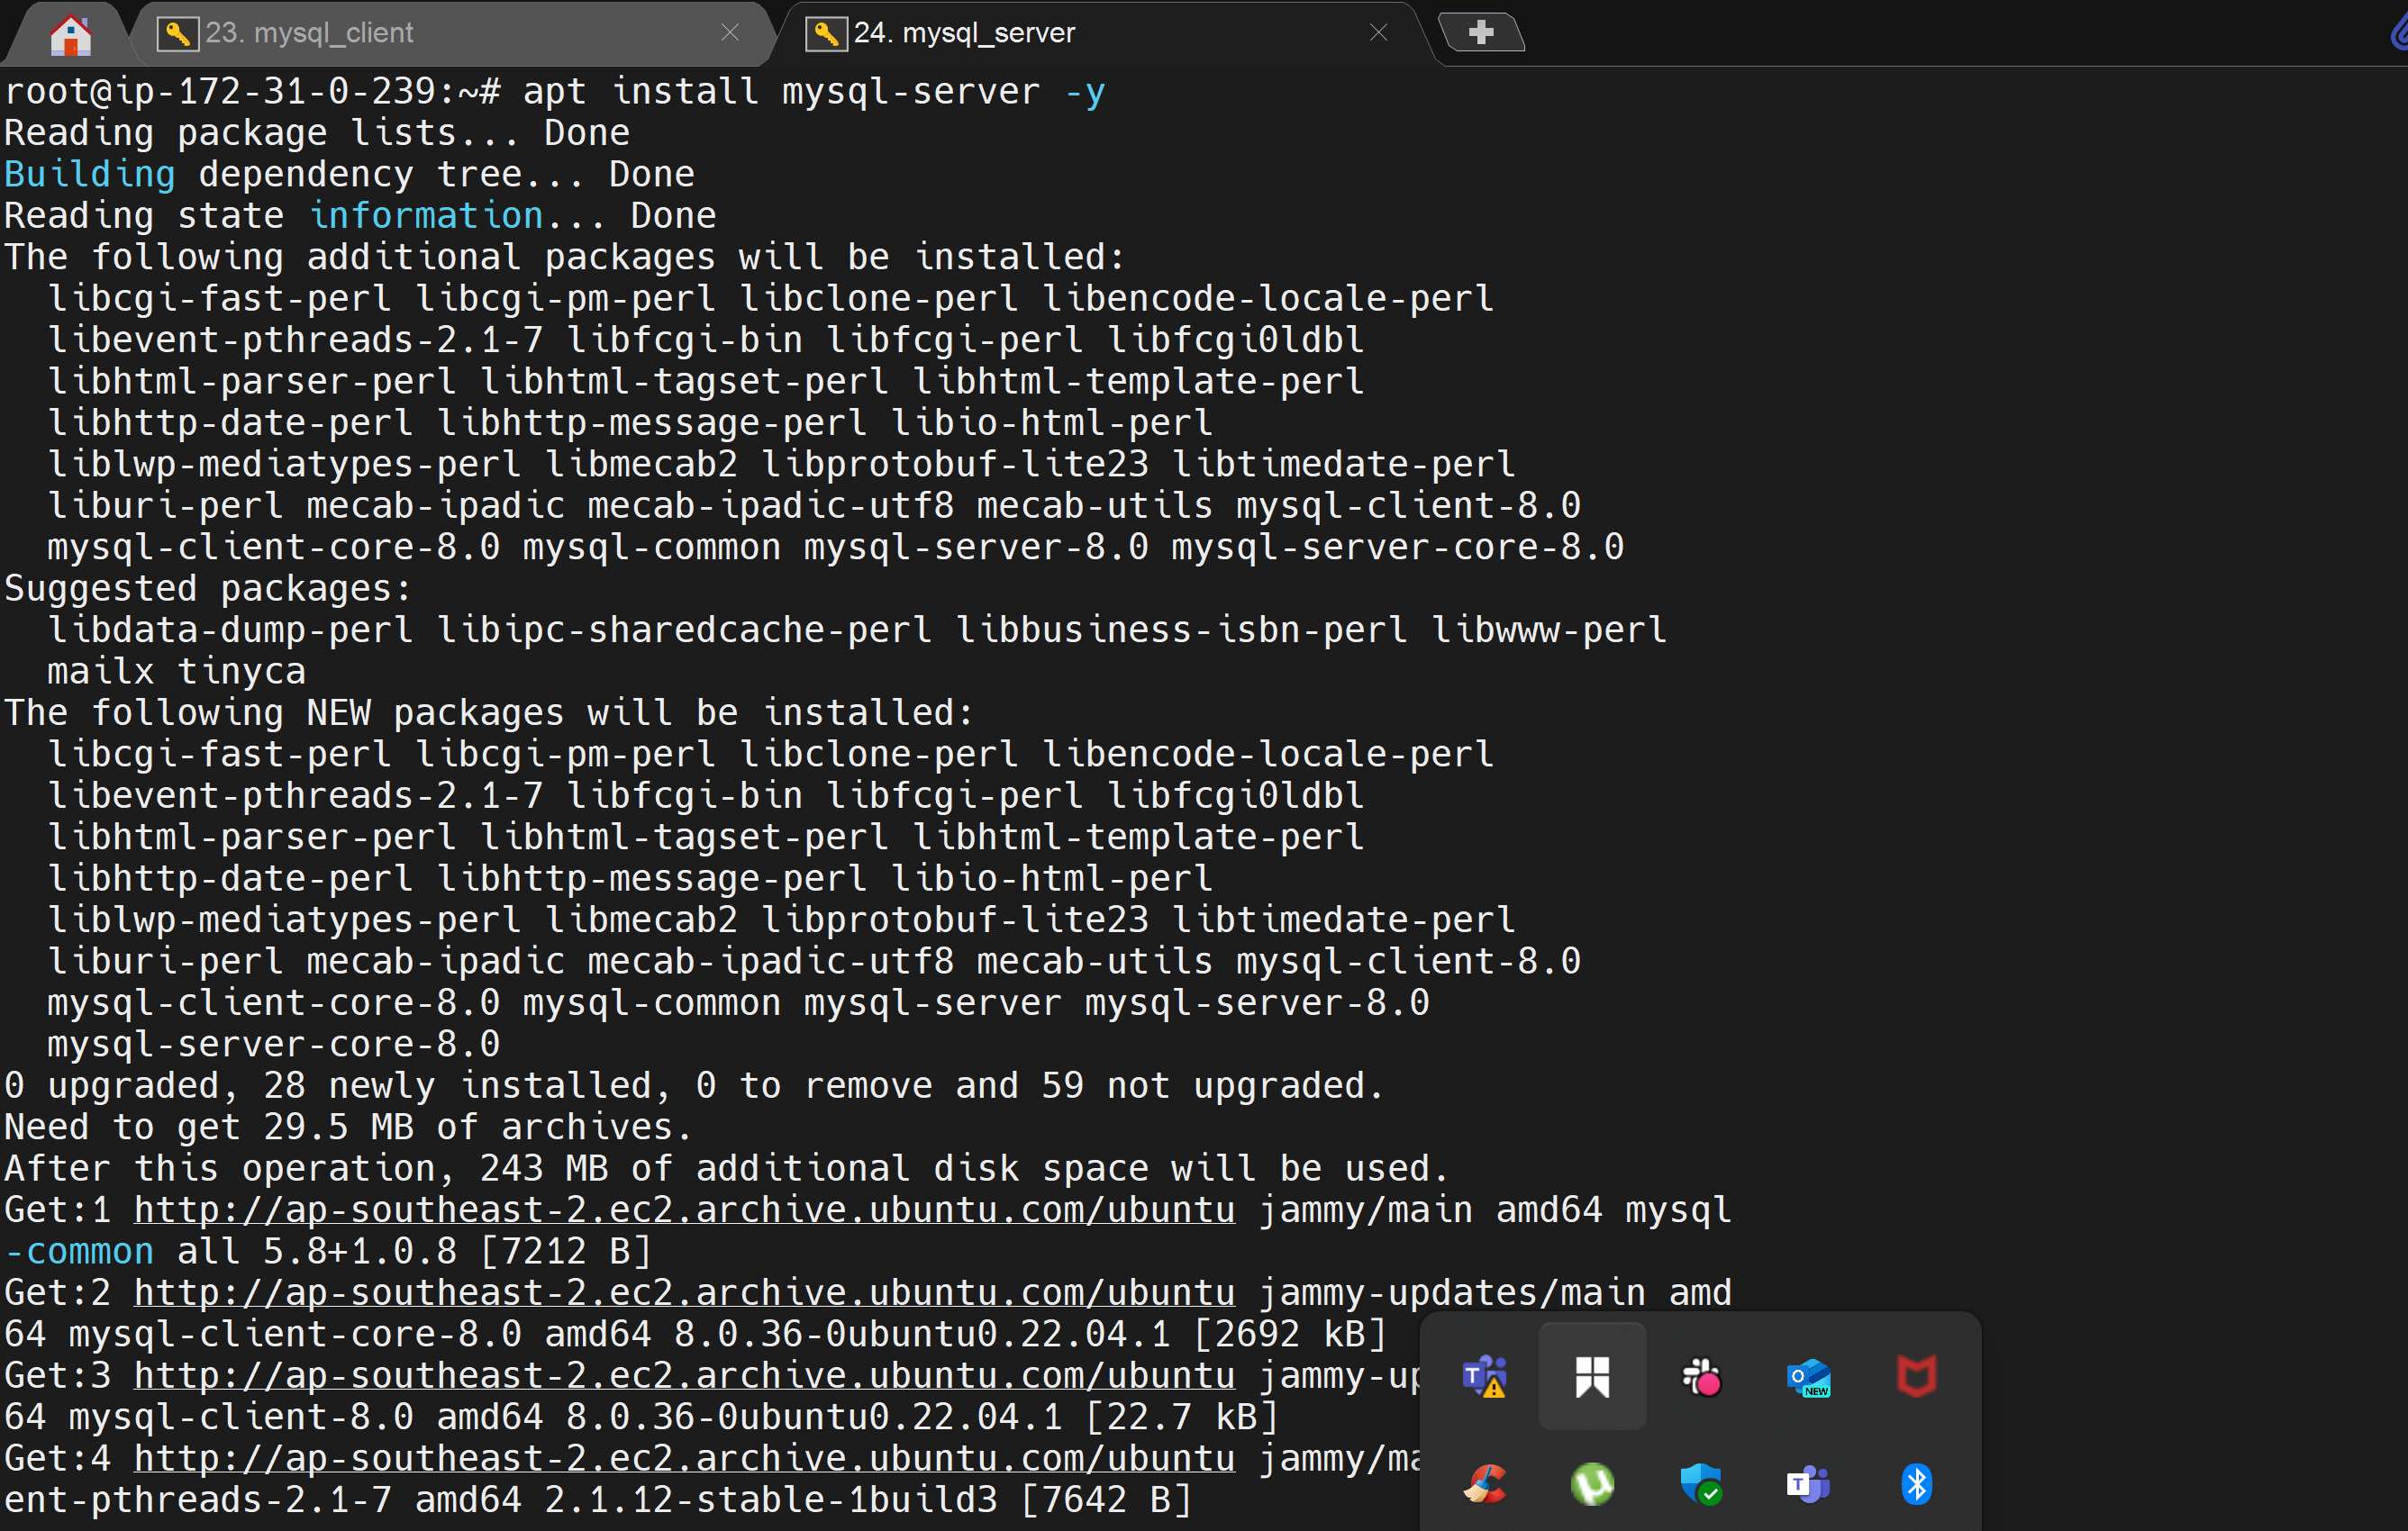 23. mysql_client
24. mysql_server
root@ip-172-31-0-239:~# apt install mysql-server -y
Reading package lists... Done
Building dependency tree... Done
Reading state information... Done
The following additional packages will be installed:
  libcgi-fast-perl libcgi-pm-perl libclone-perl libencode-locale-perl
  libevent-pthreads-2.1-7 libfcgi-bin libfcgi-perl libfcgi0ldbl
  libhtml-parser-perl libhtml-tagset-perl libhtml-template-perl
  libhttp-date-perl libhttp-message-perl libio-html-perl
  liblwp-mediatypes-perl libmecab2 libprotobuf-lite23 libtimedate-perl
  liburi-perl mecab-ipadic mecab-ipadic-utf8 mecab-utils mysql-client-8.0
  mysql-client-core-8.0 mysql-common mysql-server-8.0 mysql-server-core-8.0
Suggested packages:
  libdata-dump-perl libipc-sharedcache-perl libbusiness-isbn-perl libwww-perl
  mailx tinyca
The following NEW packages will be installed:
  libcgi-fast-perl libcgi-pm-perl libclone-perl libencode-locale-perl
  libevent-pthreads-2.1-7 libfcgi-bin libfcgi-perl libfcgi0ldbl
  libhtml-parser-perl libhtml-tagset-perl libhtml-template-perl
  libhttp-date-perl libhttp-message-perl libio-html-perl
  liblwp-mediatypes-perl libmecab2 libprotobuf-lite23 libtimedate-perl
  liburi-perl mecab-ipadic mecab-ipadic-utf8 mecab-utils mysql-client-8.0
  mysql-client-core-8.0 mysql-common mysql-server mysql-server-8.0
  mysql-server-core-8.0
0 upgraded, 28 newly installed, 0 to remove and 59 not upgraded.
Need to get 29.5 MB of archives.
After this operation, 243 MB of additional disk space will be used.
Get:1 http://ap-southeast-2.ec2.archive.ubuntu.com/ubuntu jammy/main amd64 mysql
-common all 5.8+1.0.8 [7212 B]
Get:2 http://ap-southeast-2.ec2.archive.ubuntu.com/ubuntu jammy-updates/main amd
64 mysql-client-core-8.0 amd64 8.0.36-0ubuntu0.22.04.1 [2692 kB]
Get:3 http://ap-southeast-2.ec2.archive.ubuntu.com/ubuntu jammy-up
64 mysql-client-8.0 amd64 8.0.36-0ubuntu0.22.04.1 [22.7 kB]
Get:4 http://ap-southeast-2.ec2.archive.ubuntu.com/ubuntu jammy/ma
ent-pthreads-2.1-7 amd64 2.1.12-stable-1build3 [7642 B]
NEW